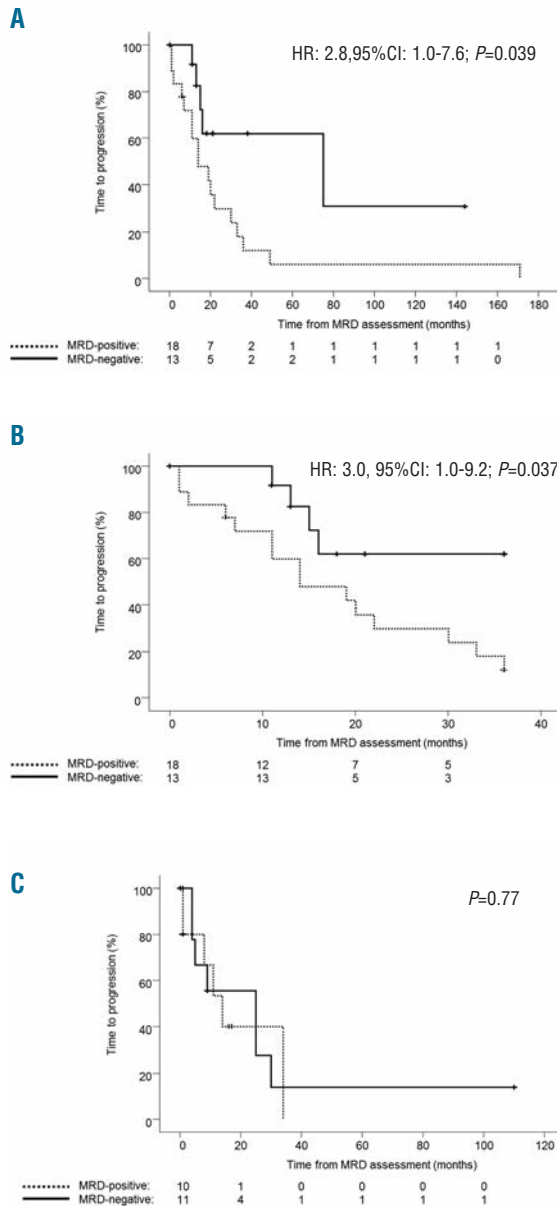 A
HR: 2.8,95%CI: 1.0-7.6; P=0.039
Time to progression (%)
100
80
60
40
20
0
0 20 40 60 80 100 120 140 160 180
Time from MRD assessment (months)
MRD-positive: 18 7 2 1 1 1 1 1 1
MRD-negative: 13 5 2 2 1 1 1 1 0
B
HR: 3.0, 95%CI: 1.0-9.2; P=0.037
Time to progression (%)
100
80
60
40
20
0
0 10 20 30 40
Time from MRD assessment (months)
MRD-positive: 18 12 7 5
MRD-negative: 13 13 5 3
C
P=0.77
Time to progression (%)
100
80
60
40
20
0
0 20 40 60 80 100 120
Time from MRD assessment (months)
MRD-positive: 10 1 0 0 0 0
MRD-negative: 11 4 1 1 1 1